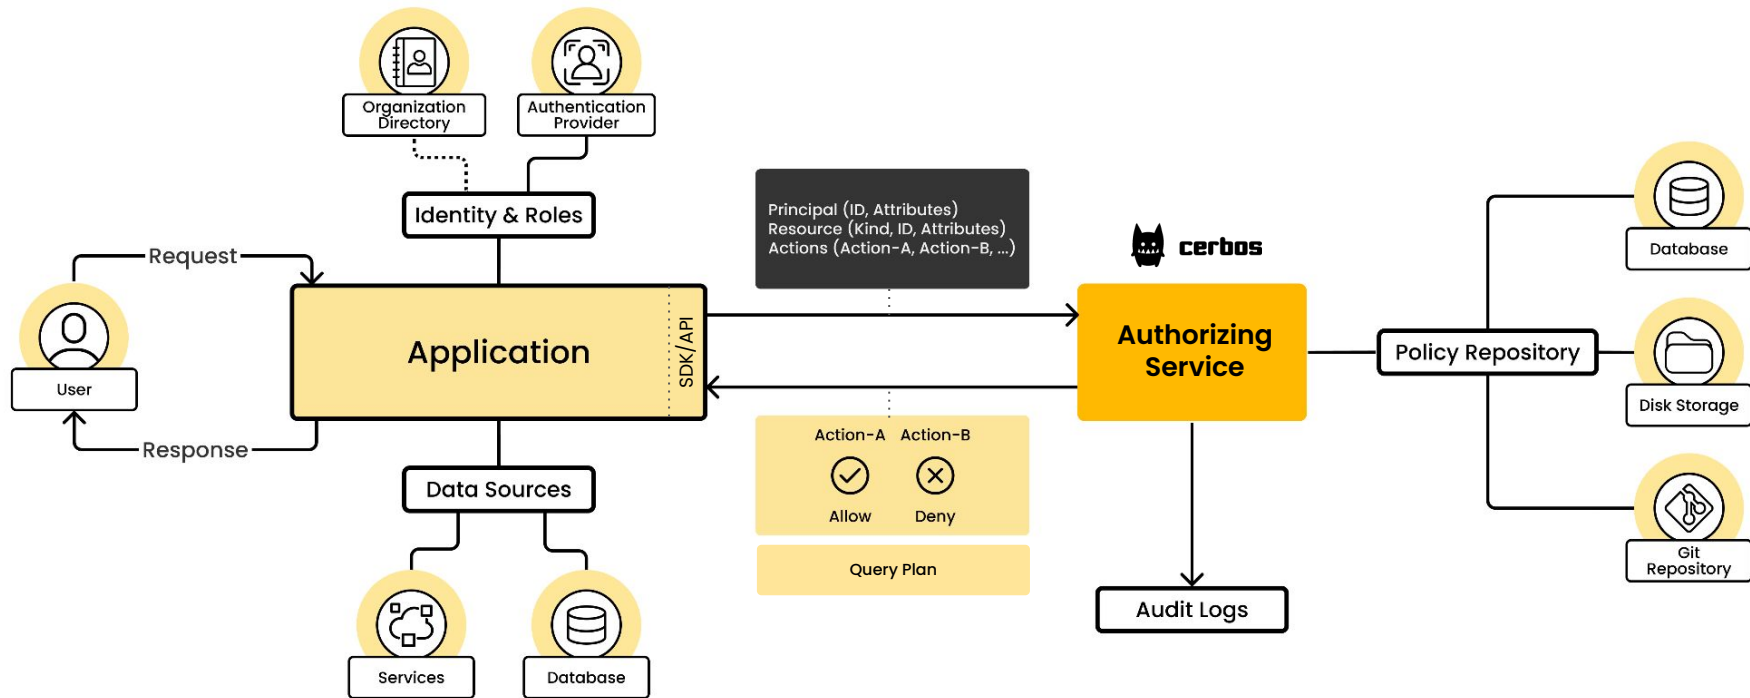 Organization
Directory
Authentication
Provider
Identity & Roles
Request
User
Response
Application
SDK/API
Data Sources
Services
Database
Principal (ID, Attributes)
Resource (Kind, ID, Attributes)
Actions (Action-A, Action-B, ...)
Action-A Action-B
Allow Deny
Query Plan
cerbos
Authorizing
Service
Audit Logs
Policy Repository
Database
Disk Storage
Git
Repository